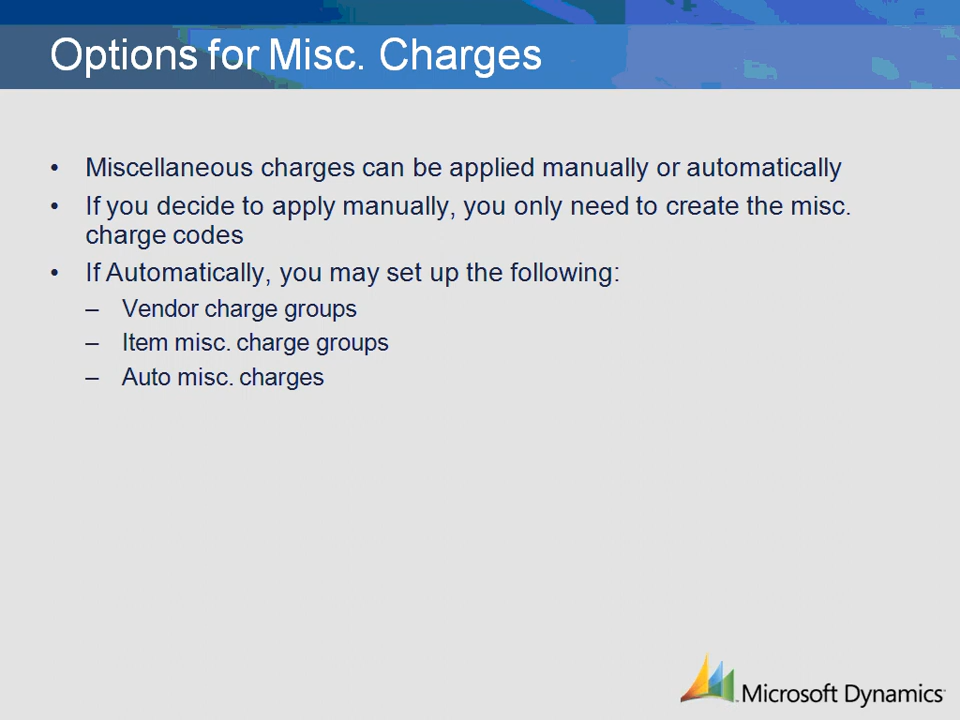 Options for Misc. Charges
• Miscellaneous charges can be applied manually or automatically
• If you decide to apply manually, you only need to create the misc.
charge codes
• If Automatically, you may set up the following:
– Vendor charge groups
– Item misc. charge groups
– Auto misc. charges
Microsoft Dynamics